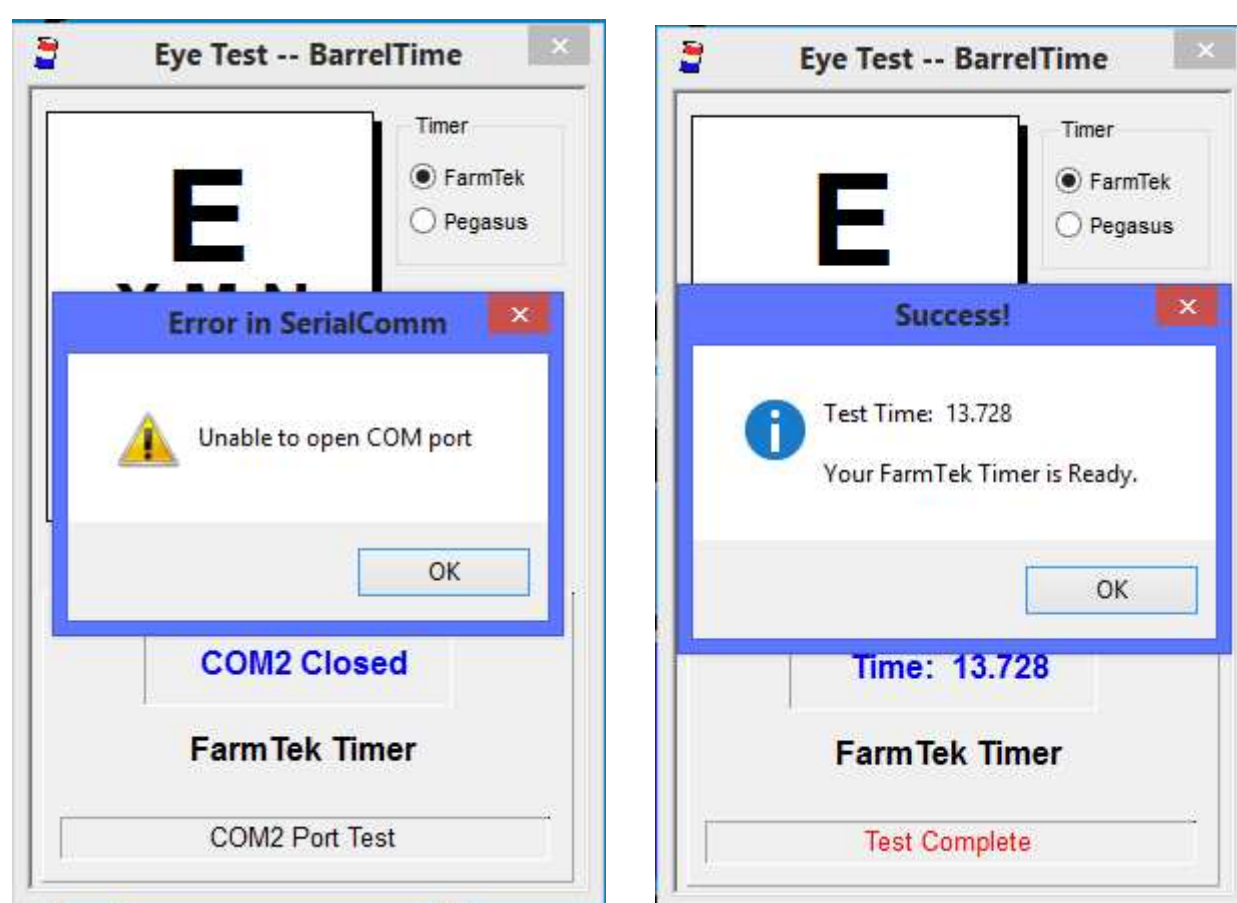 Eye Test -- BarrelTime
Timer
FarmTek
Pegasus
E
Error in SerialComm
Unable to open COM port
OK
COM2 Closed
FarmTek Timer
COM2 Port Test
Eye Test -- BarrelTime
Timer
FarmTek
Pegasus
E
Success!
Test Time: 13.728
Your FarmTek Timer is Ready.
OK
Time: 13.728
FarmTek Timer
Test Complete